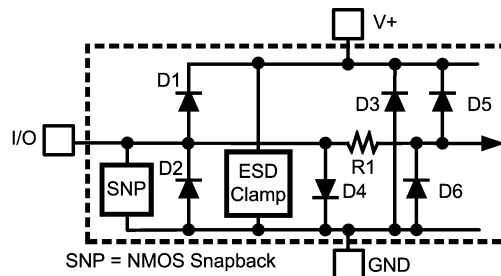 V+
D1
D3
D5
I/O
R1
D2
SNP
ESD
Clamp
D4
D6
SNP = NMOS Snapback
GND